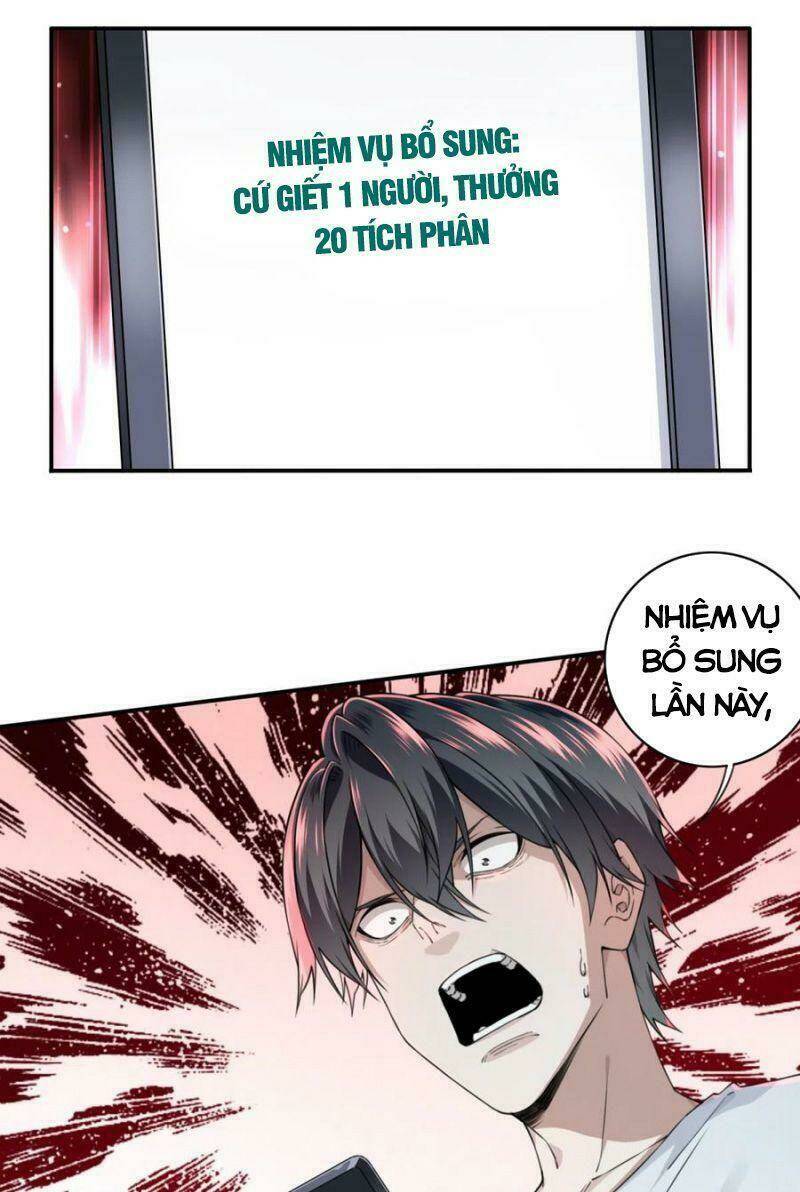 NHIỆM VỤ BỔ SUNG:
CỨ GIẾT 1 NGƯỜI, THƯỞNG
20 TÍCH PHÂN
NHIỆM VỤ
BỔ SUNG
LẦN NÀY,